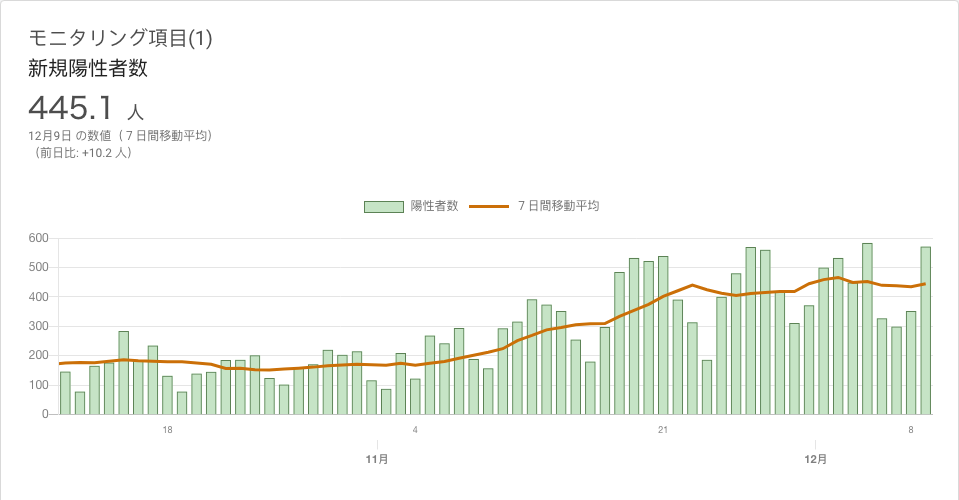 モニタリング項目(1)
新規陽性者数
445.1 人
12月9日 の数値（７日間移動平均）
（前日比: +10.2 人）
陽性者数 ７日間移動平均
600
500
400
300
200
100
0
18 4 21 8
11月 12月